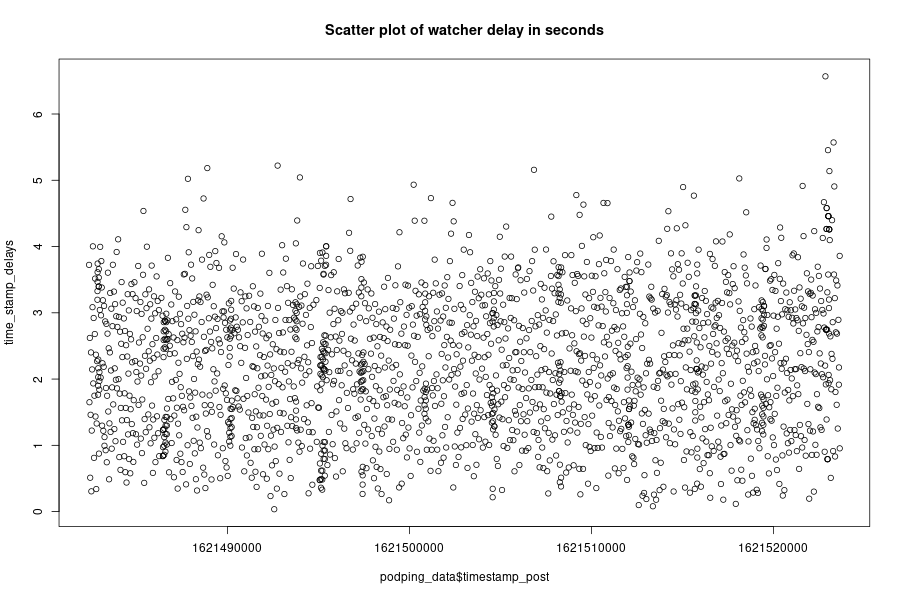 Scatter plot of watcher delay in seconds
time_stamp_delays
6
5
4
3
2
1
0
1621490000 1621500000 1621510000 1621520000
podping_data$timestamp_post